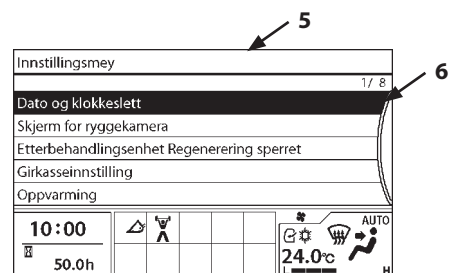 5
Innstillingsmey
1/ 8
6
Dato og klokkeslett
Skjerm for ryggekamera
Etterbehandlingsenhet Regenerering sperret
Girkasseinnstilling
Oppvarming
10:00
AUTO
24.0℃
50.0h
L H